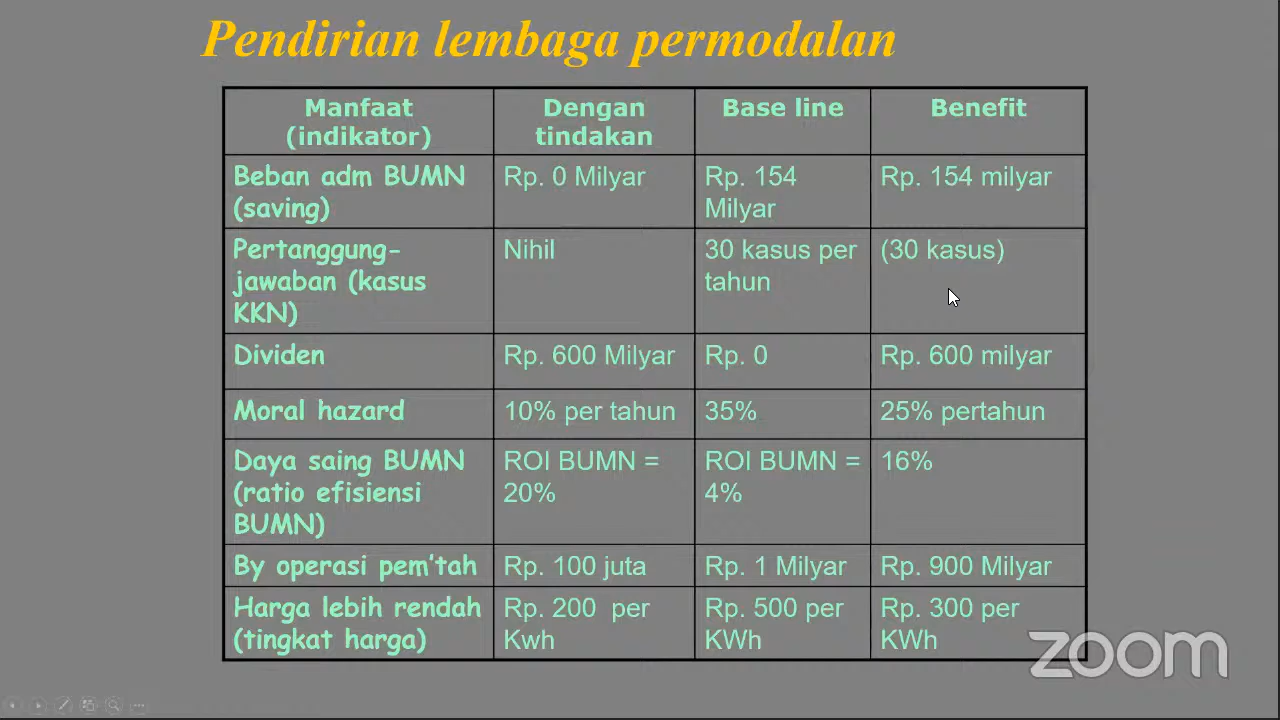 Pendirian lembaga permodalan
Manfaat
(indikator)
Dengan
tindakan
Base line
Benefit
Beban adm BUMN
(saving)
Rp. 0 Milyar
Rp. 154
Milyar
Rp. 154 milyar
Pertanggung-
jawaban (kasus
KKN)
Nihil
30 kasus per
tahun
(30 kasus)
Dividen
Rp. 600 Milyar
Rp. 0
Rp. 600 milyar
Moral hazard
10% per tahun
35%
25% pertahun
Daya saing BUMN
(ratio efisiensi
BUMN)
ROI BUMN =
20%
ROI BUMN =
4%
16%
By operasi pem'tah
Rp. 100 juta
Rp. 1 Milyar
Rp. 900 Milyar
Harga lebih rendah
(tingkat harga)
Rp. 200 per
Kwh
Rp. 500 per
KWh
Rp. 300 per
KWh
zoom